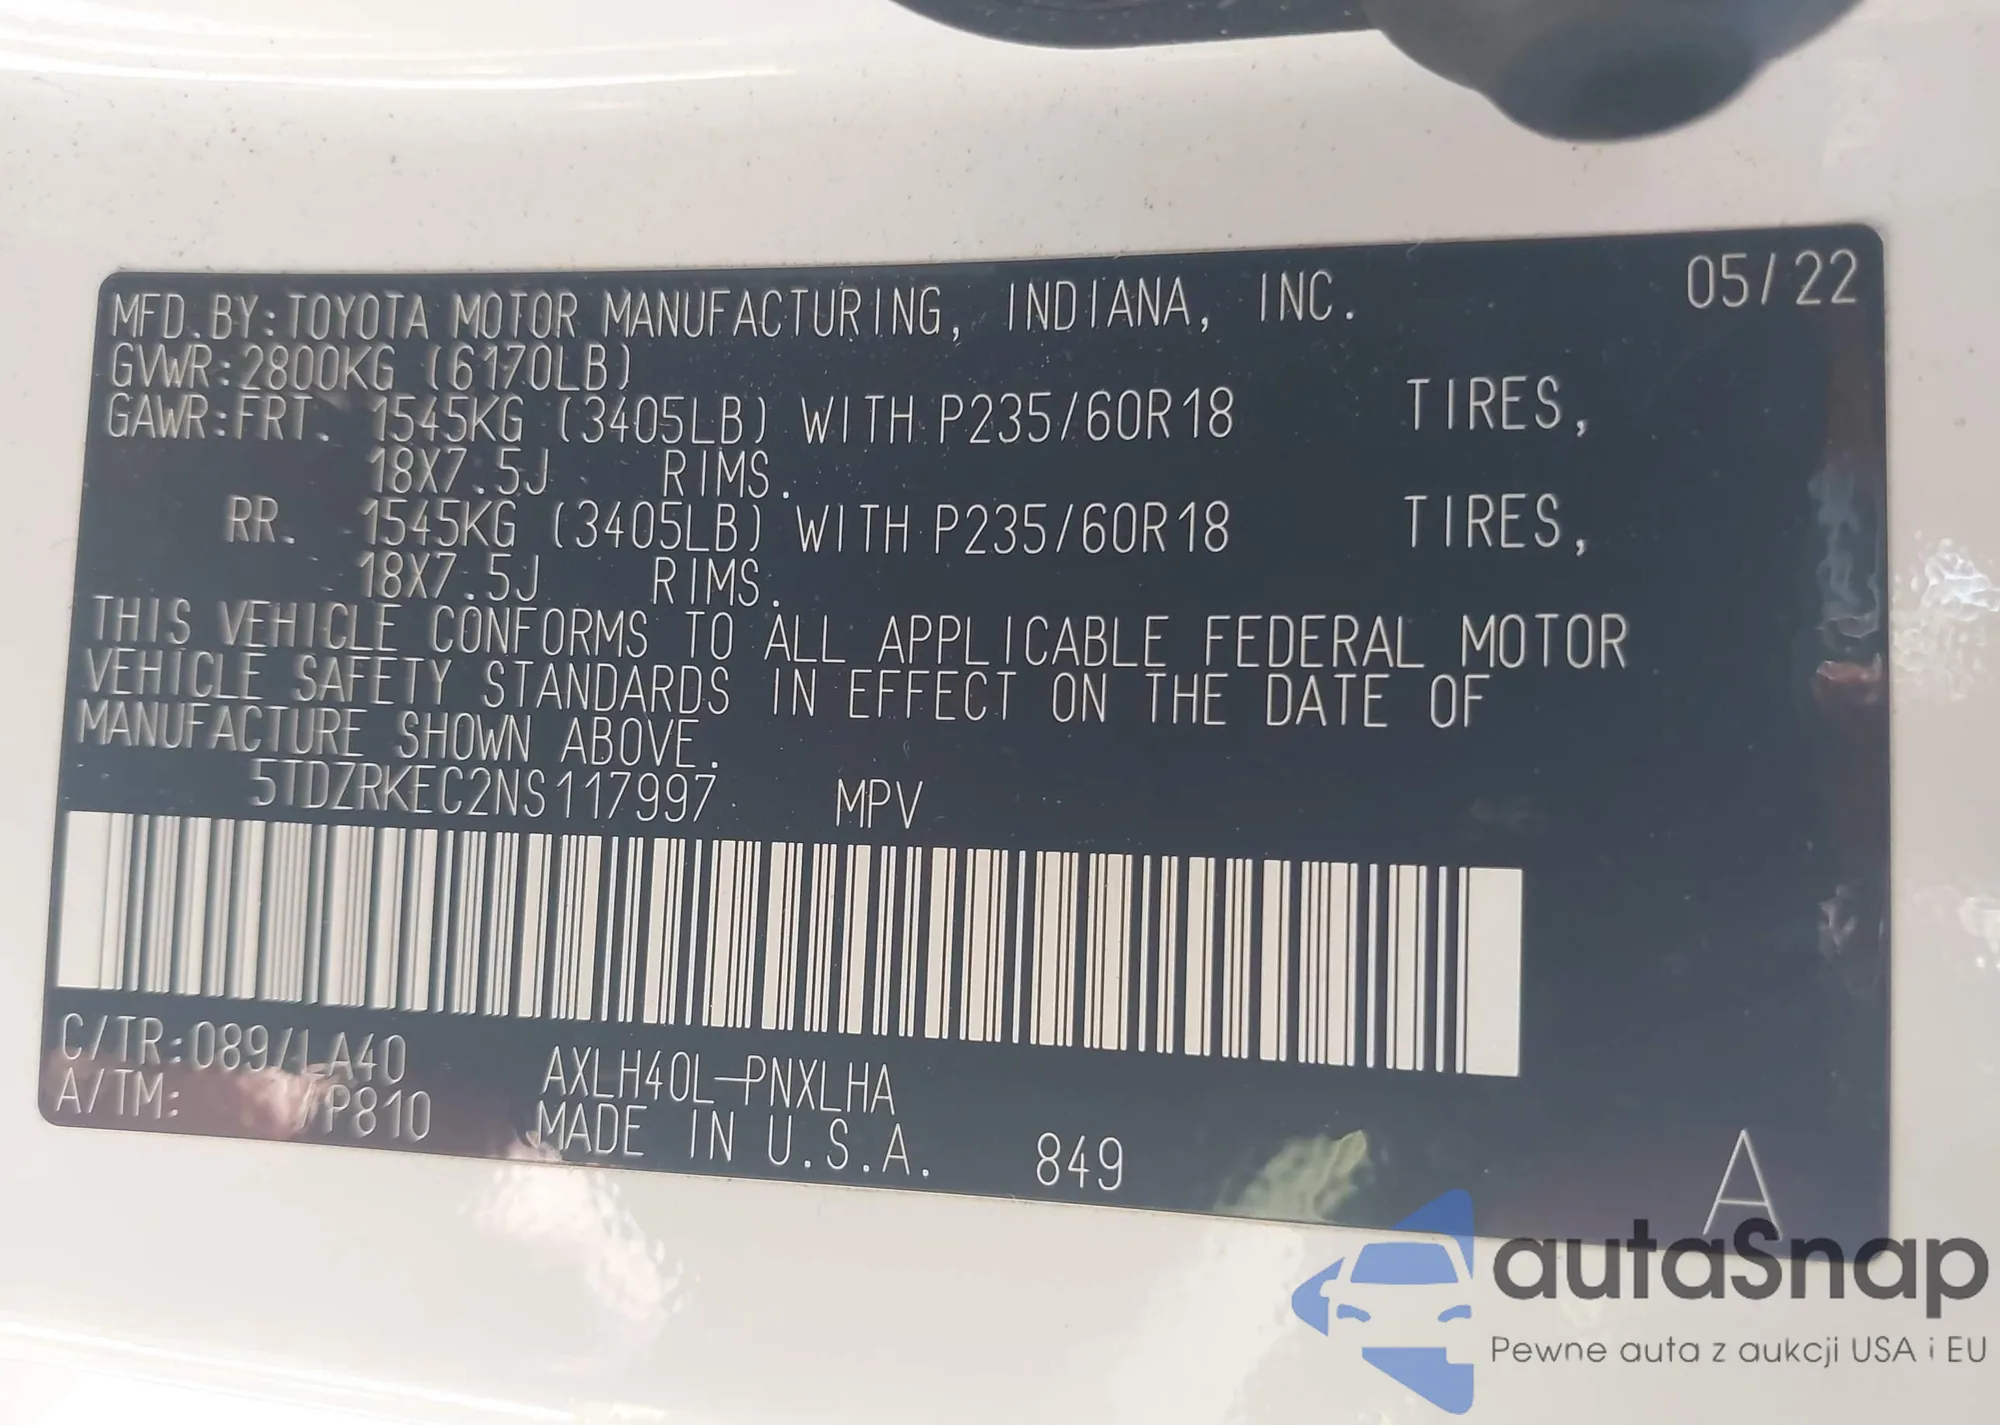 MFD. BY: TOYOTA MOTOR MANUFACTURING, INDIANA, INC. 05/22
GVWR: 2800KG (6170LB)
GAWR: FRT. 1545KG (3405LB) WITH P235/60R18 TIRES,
18X7.5J RIMS.
RR. 1545KG (3405LB) WITH P235/60R18 TIRES,
18X7.5J RIMS.
THIS VEHICLE CONFORMS TO ALL APPLICABLE FEDERAL MOTOR
VEHICLE SAFETY STANDARDS IN EFFECT ON THE DATE OF
MANUFACTURE SHOWN ABOVE.
5TDZRKEC2NS117997 MPV
C/TR: 089/LA40 AXLH40L-PNXLHA
A/TM: /P810 MADE IN U.S.A. 849 A
autaSnap
Pewne auta z aukcji USA i EU